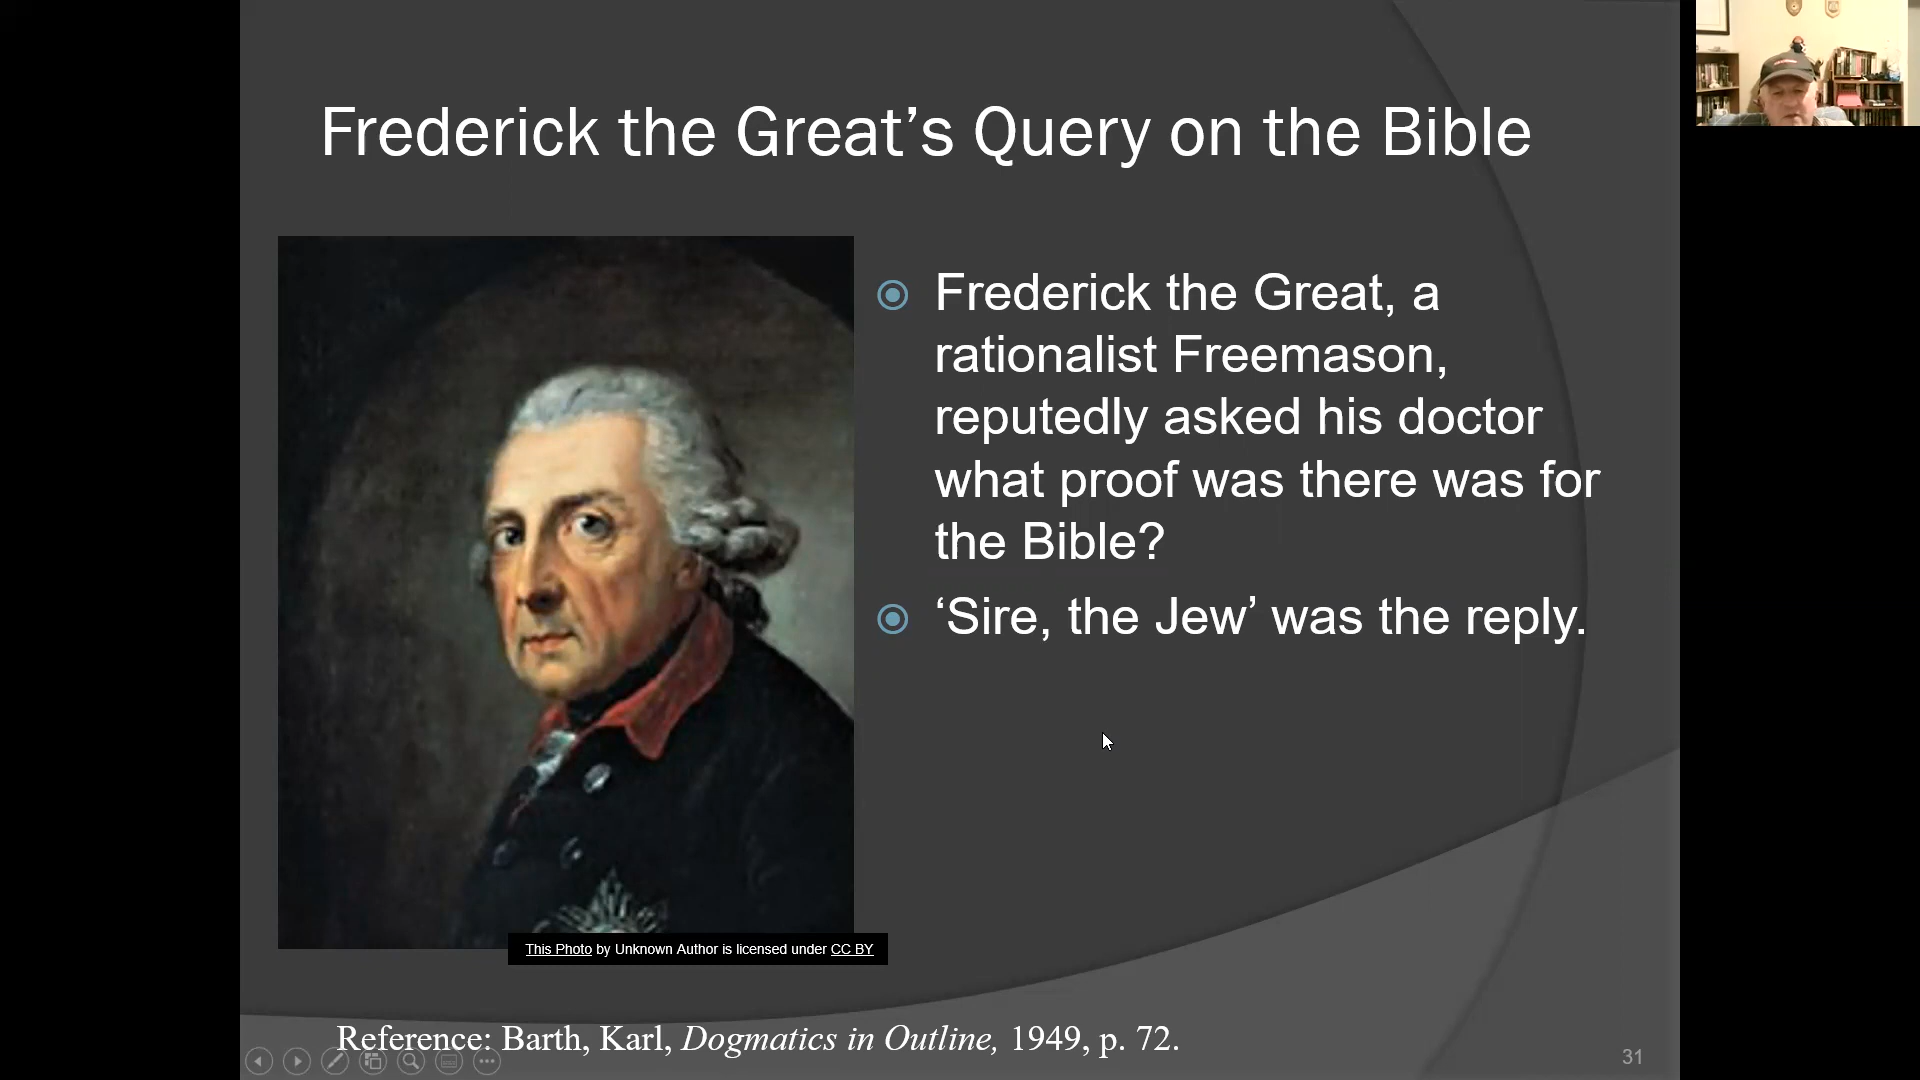 Frederick the Great’s Query on the Bible
Frederick the Great, a
rationalist Freemason,
reputedly asked his doctor
what proof was there was for
the Bible?
‘Sire, the Jew’ was the reply.
This Photo by Unknown Author is licensed under CC BY
Reference: Barth, Karl, Dogmatics in Outline, 1949, p. 72.
31